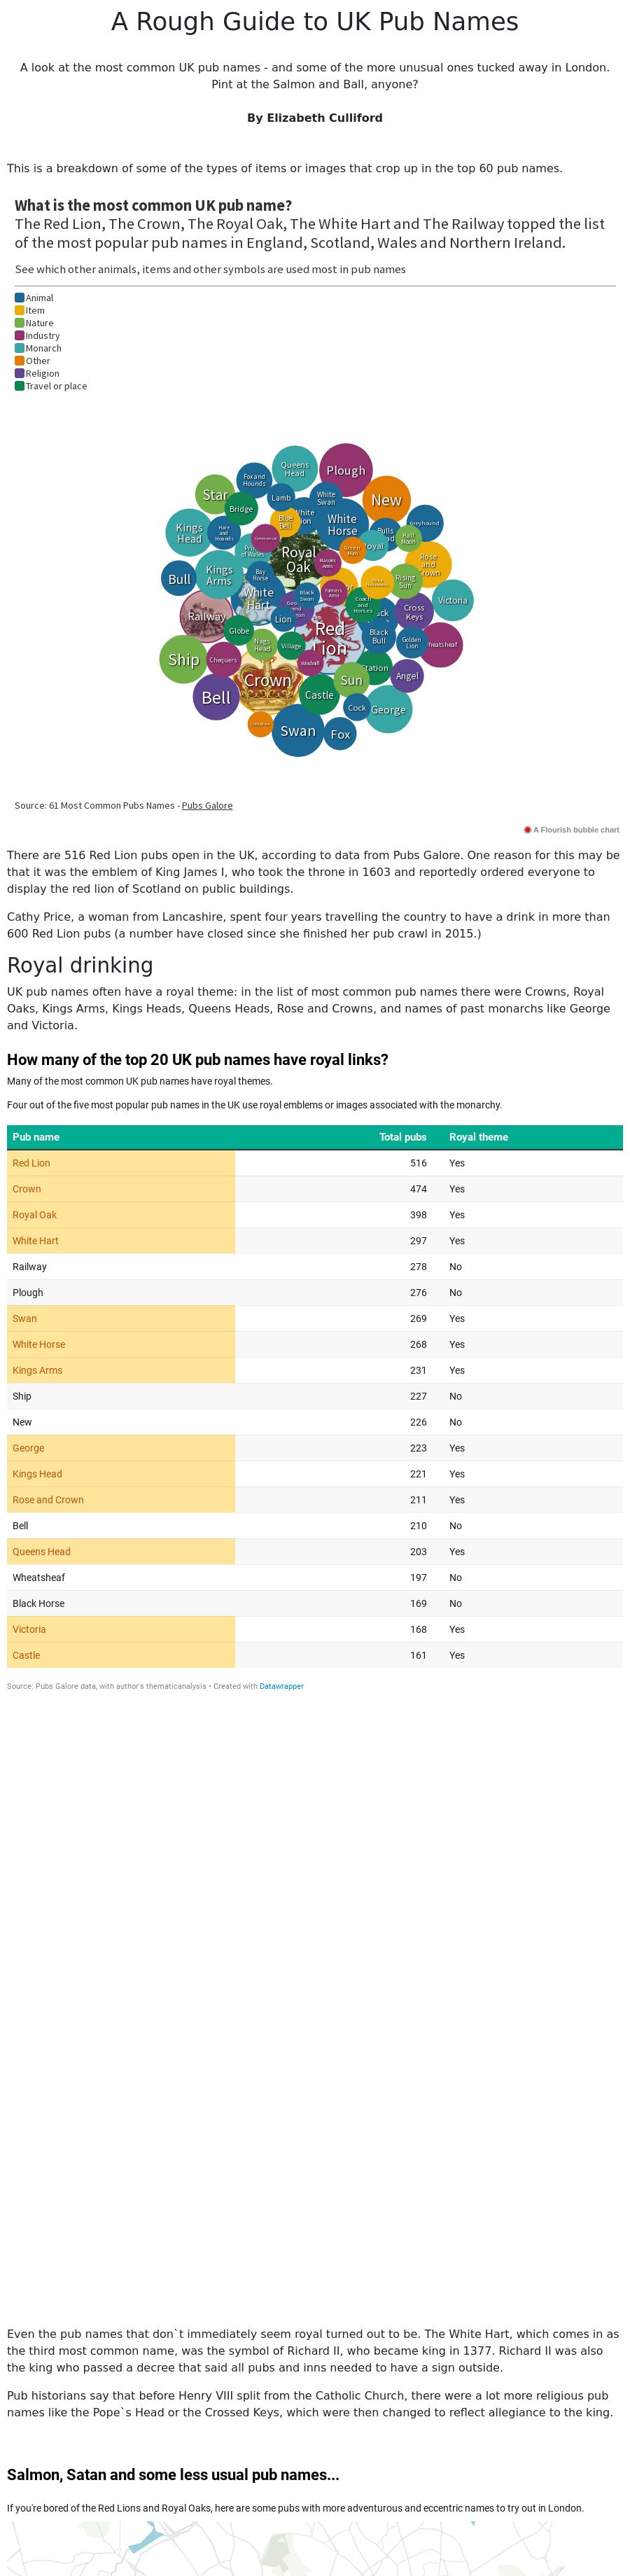 A Rough Guide to UK Pub Names
A look at the most common UK pub names - and some of the more unusual ones tucked away in London.
Pint at the Salmon and Ball, anyone?
By Elizabeth Culliford
This is a breakdown of some of the types of items or images that crop up in the top 60 pub names.
What is the most common UK pub name?
The Red Lion, The Crown, The Royal Oak, The White Hart and The Railway topped the list
of the most popular pub names in England, Scotland, Wales and Northern Ireland.
See which other animals, items and other symbols are used most in pub names
Animal
Item
Nature
Industry
Monarch
Other
Religion
Travel or place
Queens
Head
Plough
Fox and
Hounds
Star
Lamb
White
Swan
New
Bridge
Blue
Bell
White
Horse
Greyhound
Kings
Head
Hare
and
Hounds
Half
Moon
Royal
Oak
Green
Man
Masons
Arms
Rose
and
Crown
Bull
Kings
Arms
Bay
Horse
Rising
Sun
White
Hart
Black
Swan
Farmers
Arms
Coach
and
Horses
Victoria
Railway
Lion
Cross
Keys
Globe
Red
Lion
Black
Bull
Golden
Lion
Nags
Head
Village
Ship
Chequers
Windmill
Angel
Bell
Crown
Castle
Sun
Cock
George
Swan
Fox
Source: 61 Most Common Pubs Names - Pubs Galore
A Flourish bubble chart
There are 516 Red Lion pubs open in the UK, according to data from Pubs Galore. One reason for this may be
that it was the emblem of King James I, who took the throne in 1603 and reportedly ordered everyone to
display the red lion of Scotland on public buildings.
Cathy Price, a woman from Lancashire, spent four years travelling the country to have a drink in more than
600 Red Lion pubs (a number have closed since she finished her pub crawl in 2015.)
Royal drinking
UK pub names often have a royal theme: in the list of most common pub names there were Crowns, Royal
Oaks, Kings Arms, Kings Heads, Queens Heads, Rose and Crowns, and names of past monarchs like George
and Victoria.
How many of the top 20 UK pub names have royal links?
Many of the most common UK pub names have royal themes.
Four out of the five most popular pub names in the UK use royal emblems or images associated with the monarchy.
Pub name Total pubs Royal theme
Red Lion 516 Yes
Crown 474 Yes
Royal Oak 398 Yes
White Hart 297 Yes
Railway 278 No
Plough 276 No
Swan 269 Yes
White Horse 268 Yes
Kings Arms 231 Yes
Ship 227 No
New 226 No
George 223 Yes
Kings Head 221 Yes
Rose and Crown 211 Yes
Bell 210 No
Queens Head 203 Yes
Wheatsheaf 197 No
Black Horse 169 No
Victoria 168 Yes
Castle 161 Yes
Source: Pubs Galore data, with author's thematicanalysis • Created with Datawrapper
Even the pub names that don`t immediately seem royal turned out to be. The White Hart, which comes in as
the third most common name, was the symbol of Richard II, who became king in 1377. Richard II was also
the king who passed a decree that said all pubs and inns needed to have a sign outside.
Pub historians say that before Henry VIII split from the Catholic Church, there were a lot more religious pub
names like the Pope`s Head or the Crossed Keys, which were then changed to reflect allegiance to the king.
Salmon, Satan and some less usual pub names...
If you're bored of the Red Lions and Royal Oaks, here are some pubs with more adventurous and eccentric names to try out in London.